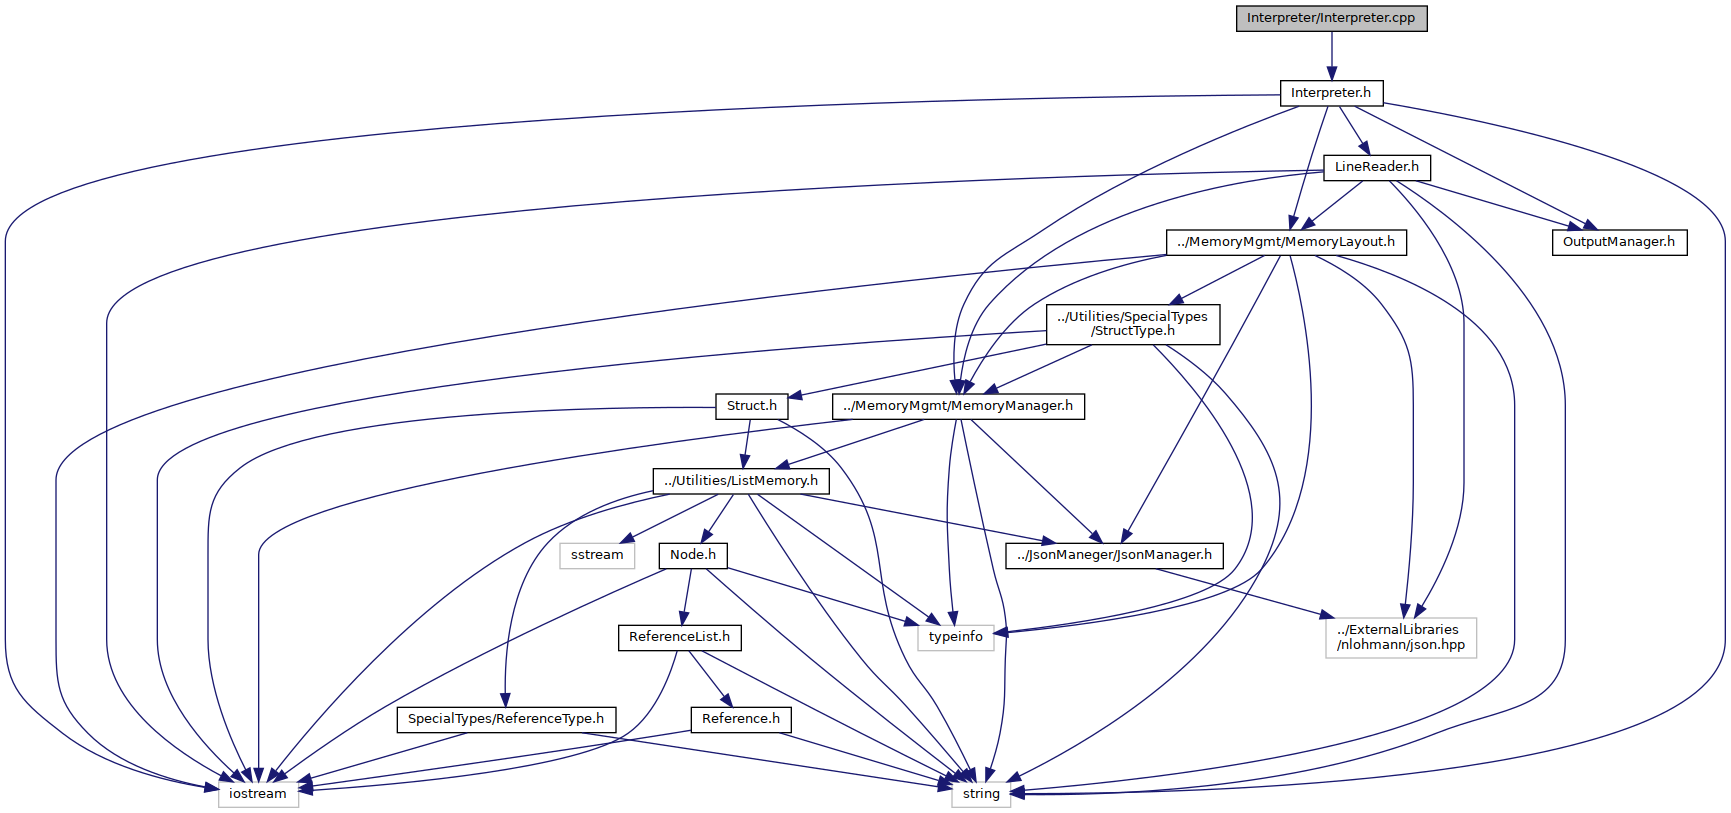 Interpreter/Interpreter.cpp
Interpreter.h
LineReader.h
../MemoryMgmt/MemoryLayout.h
OutputManager.h
../Utilities/SpecialTypes
/StructType.h
Struct.h
../MemoryMgmt/MemoryManager.h
../Utilities/ListMemory.h
sstream
Node.h
../JsonManeger/JsonManager.h
ReferenceList.h
typeinfo
../ExternalLibraries
/nlohmann/json.hpp
SpecialTypes/ReferenceType.h
Reference.h
iostream
string